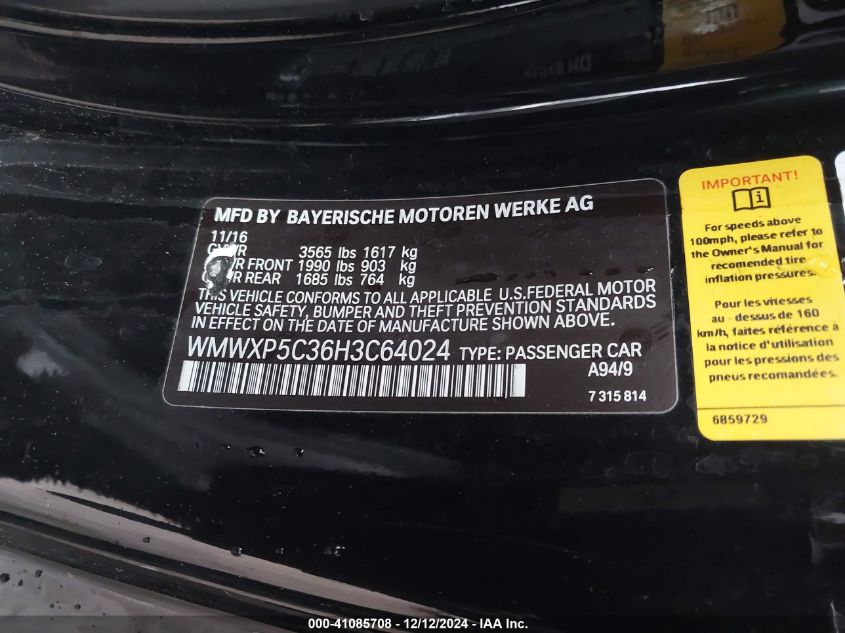 MFD BY BAYERISCHE MOTOREN WERKE AG
11/16
GVWR 3565 lbs 1617 kg
FRONT 1990 lbs 903 kg
REAR 1685 lbs 764 kg
THIS VEHICLE CONFORMS TO ALL APPLICABLE U.S.FEDERAL MOTOR
VEHICLE SAFETY, BUMPER AND THEFT PREVENTION STANDARDS
IN EFFECT ON THE DATE OF MANUFACTURE SHOWN ABOVE.
WMWXP5C36H3C64024 TYPE: PASSENGER CAR
A94/9
7 315 814
IMPORTANT!
For speeds above
100mph, please refer to
the Owner's Manual for
recommended tire
inflation pressures.
Pour les vitesses
au - dessus de 160
km/h, faites référence à
la notice d'utilisation
pour les pressions de
gonflage des pneus
recommandées.
6859729
000-41085708 - 12/12/2024 - IAA Inc.